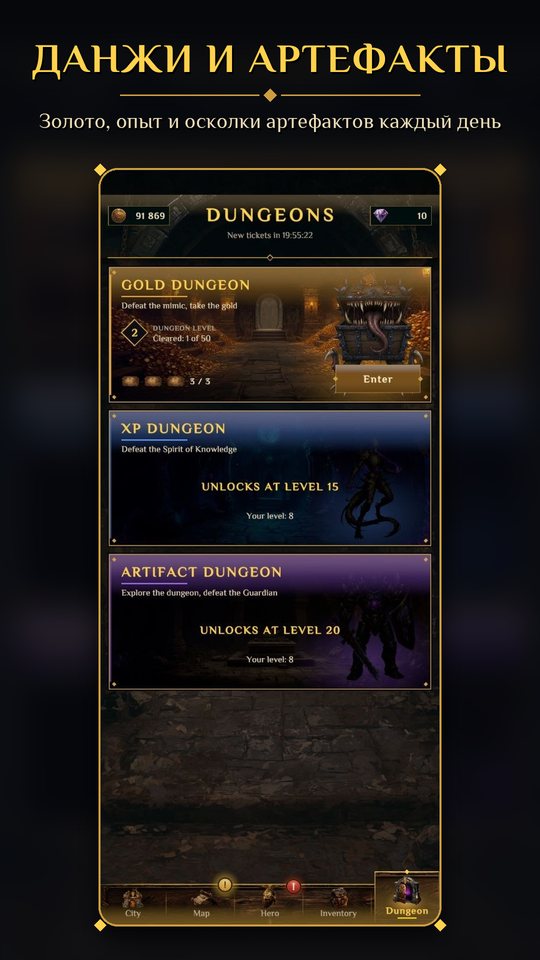 ДАНЖИ И АРТЕФАКТЫ
Золото, опыт и осколки артефактов каждый день
91 869
DUNGEONS
10
New tickets in 19:55:22
GOLD DUNGEON
Defeat the mimic, take the gold
2
DUNGEON LEVEL
Cleared: 1 of 50
3 / 3
Enter
XP DUNGEON
Defeat the Spirit of Knowledge
UNLOCKS AT LEVEL 15
Your level: 8
ARTIFACT DUNGEON
Explore the dungeon, defeat the Guardian
UNLOCKS AT LEVEL 20
Your level: 8
!
City
Map
Hero
Inventory
Dungeon